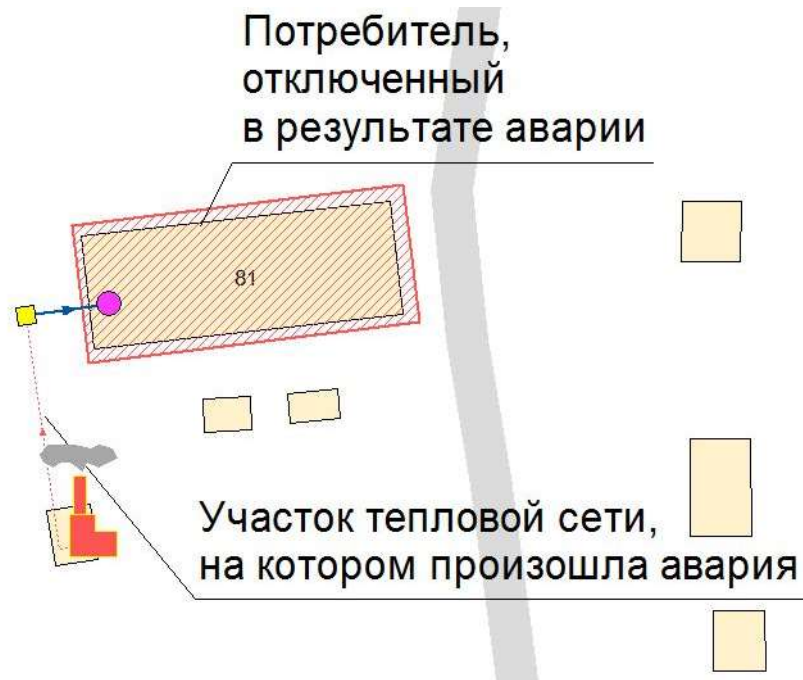 Потребитель,
отключенный
в результате аварии
81
Участок тепловой сети,
на котором произошла авария